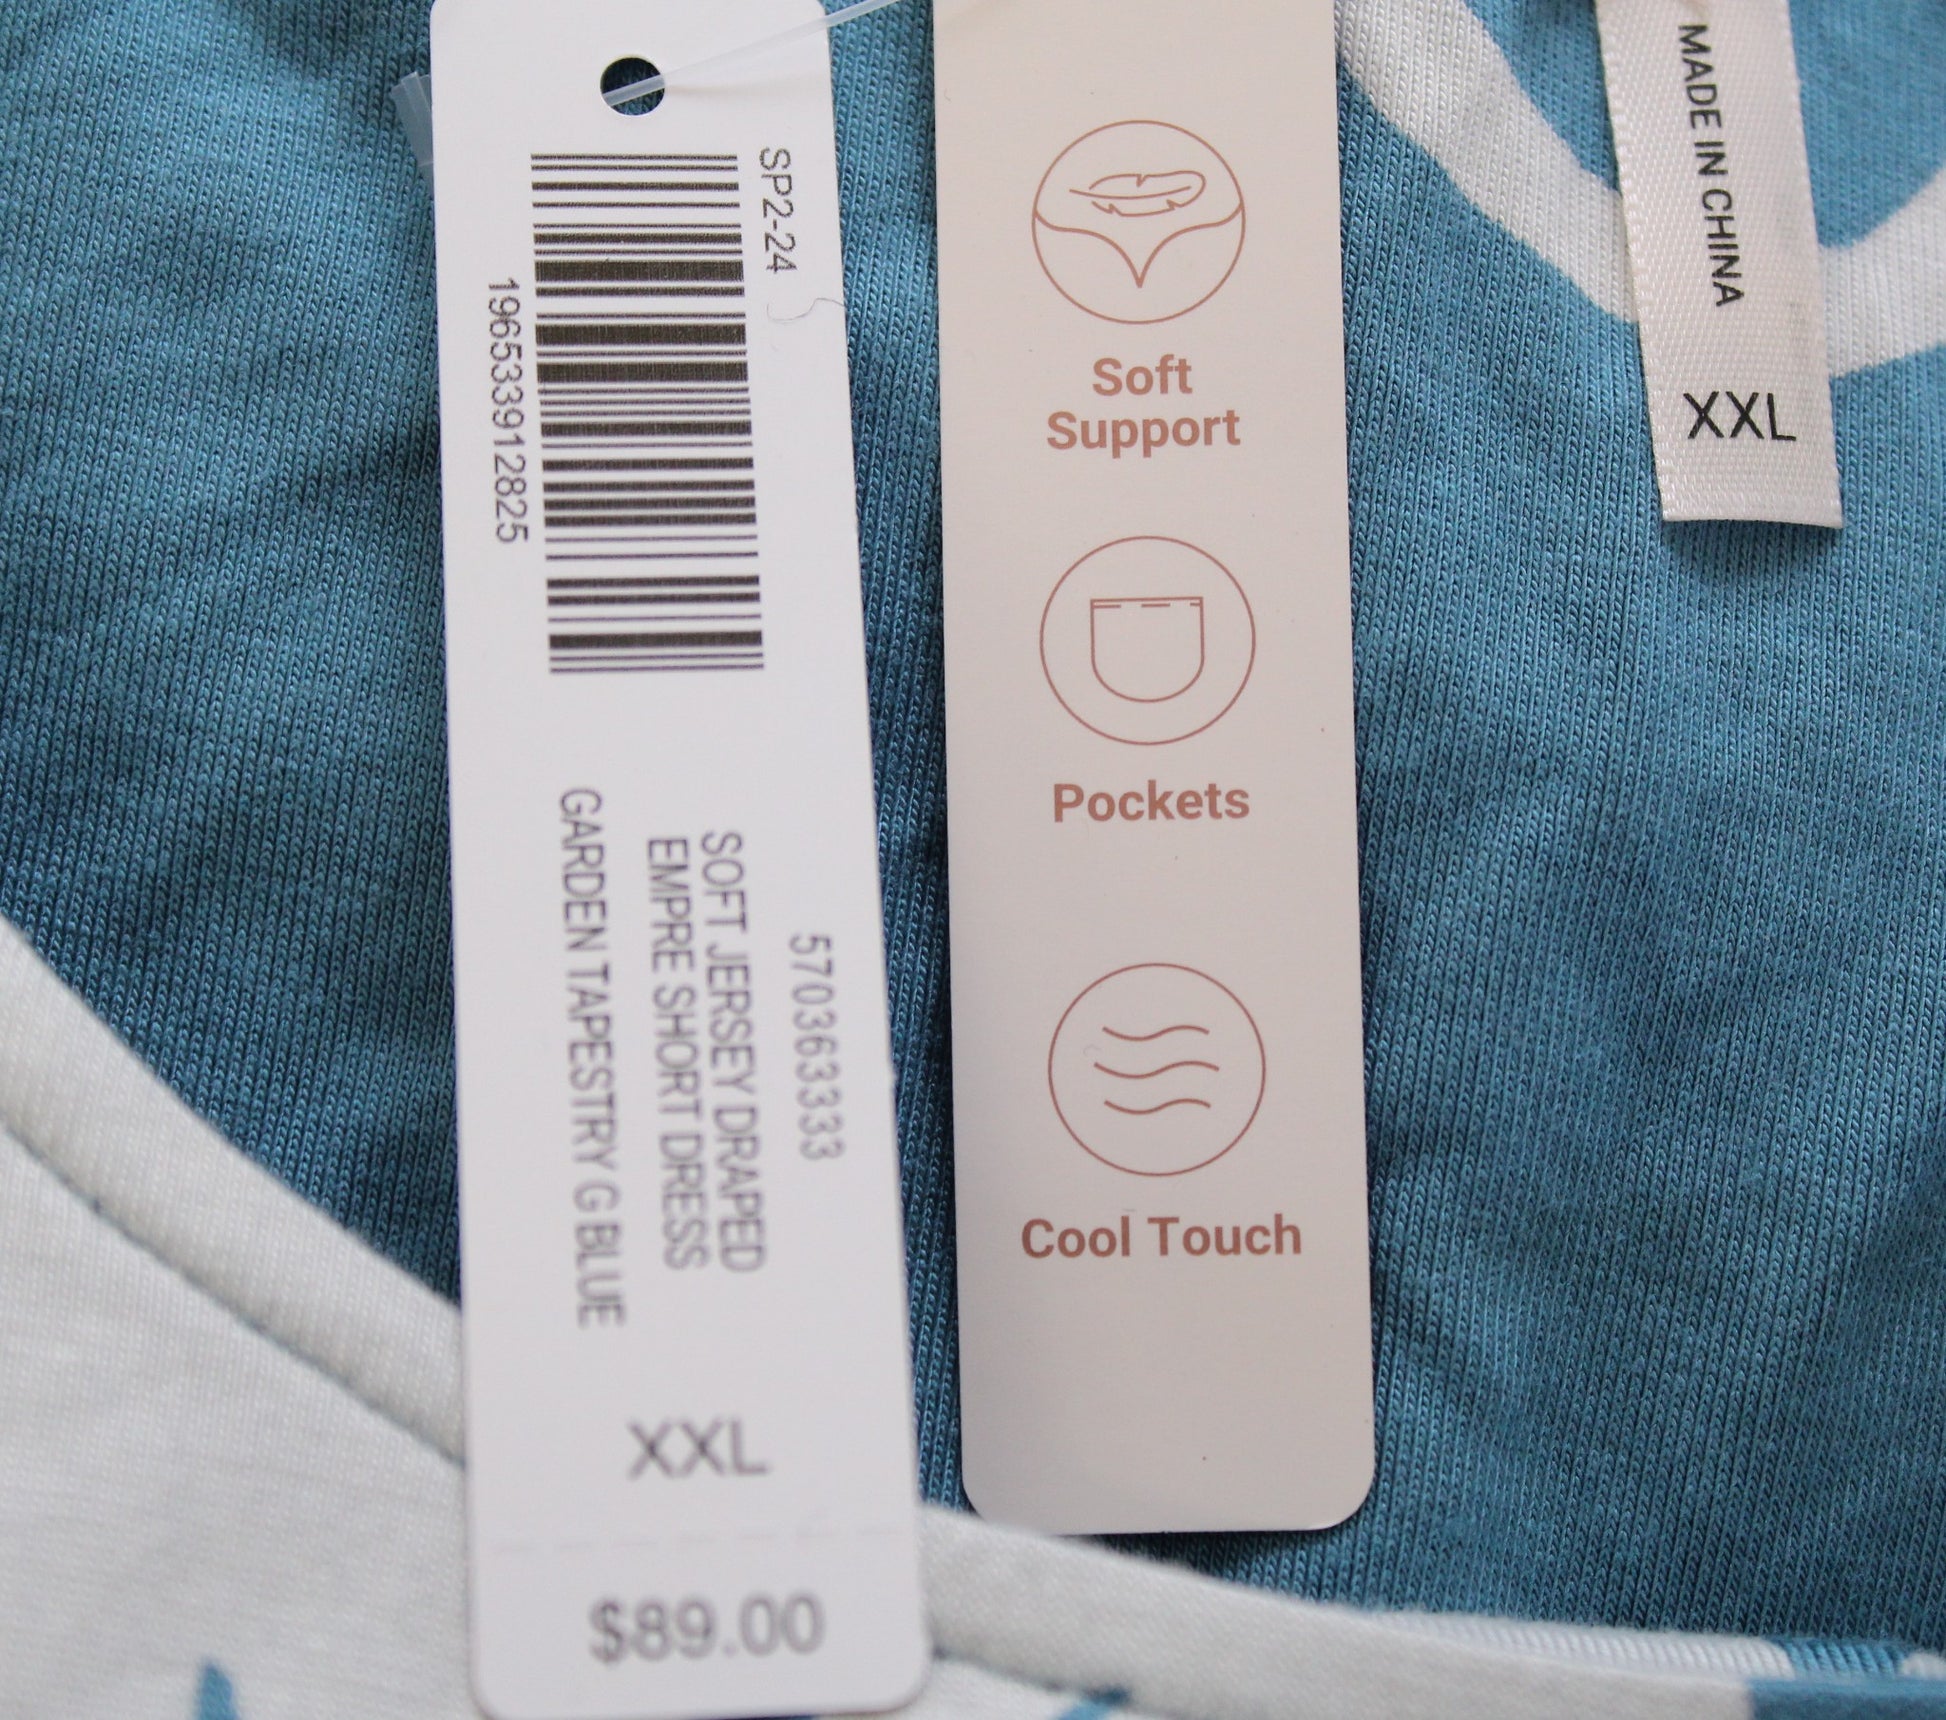 SP2-24
196533912825
57036333
SOFT JERSEY DRAPED
EMPRE SHORT DRESS
GARDEN TAPESTRY G BLUE
XXL
$89.00
Soft
Support
Pockets
Cool Touch
MADE IN CHINA
XXL